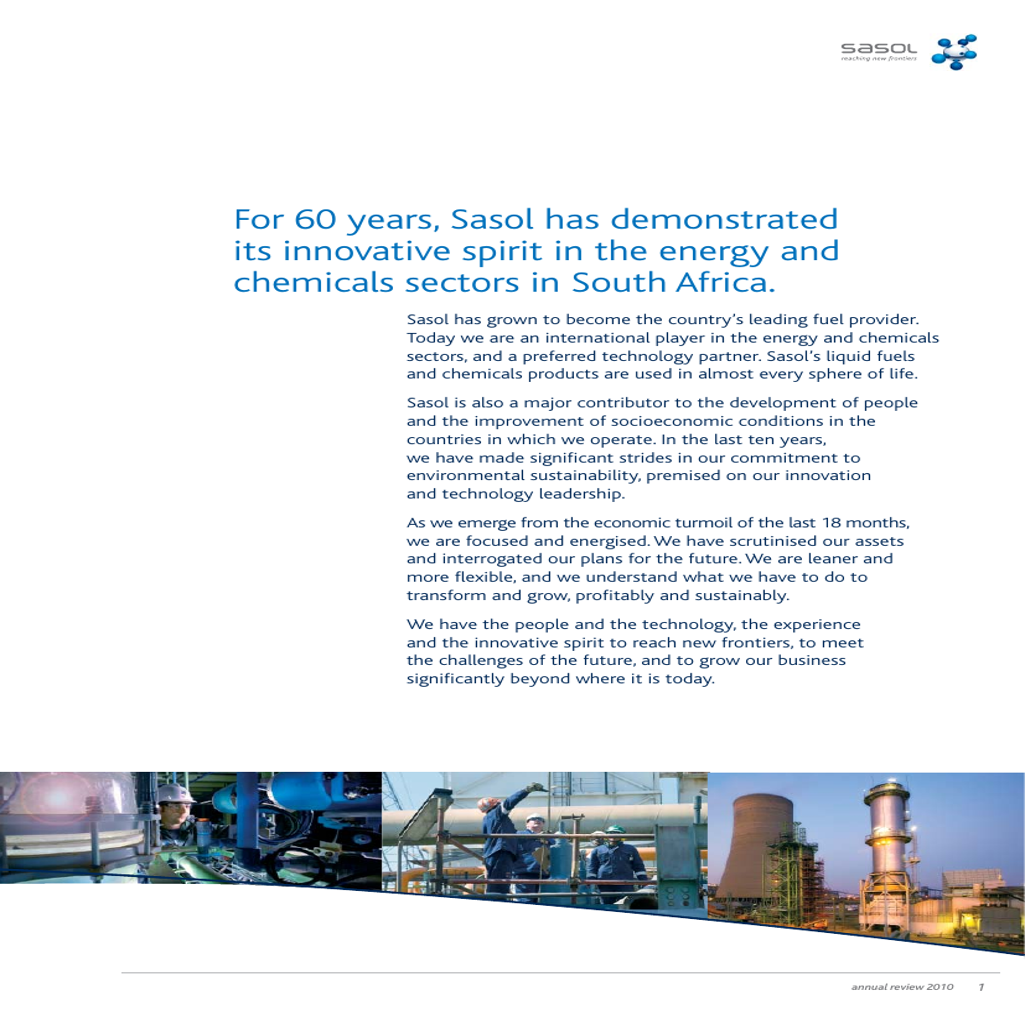 sasol
reaching new frontiers
For 60 years, Sasol has demonstrated
its innovative spirit in the energy and
chemicals sectors in South Africa.
Sasol has grown to become the country's leading fuel provider.
Today we are an international player in the energy and chemicals
sectors, and a preferred technology partner. Sasol's liquid fuels
and chemicals products are used in almost every sphere of life.
Sasol is also a major contributor to the development of people
and the improvement of socioeconomic conditions in the
countries in which we operate. In the last ten years,
we have made significant strides in our commitment to
environmental sustainability, premised on our innovation
and technology leadership.
As we emerge from the economic turmoil of the last 18 months,
we are focused and energised. We have scrutinised our assets
and interrogated our plans for the future. We are leaner and
more flexible, and we understand what we have to do to
transform and grow, profitably and sustainably.
We have the people and the technology, the experience
and the innovative spirit to reach new frontiers, to meet
the challenges of the future, and to grow our business
significantly beyond where it is today.
annual review 2010 1